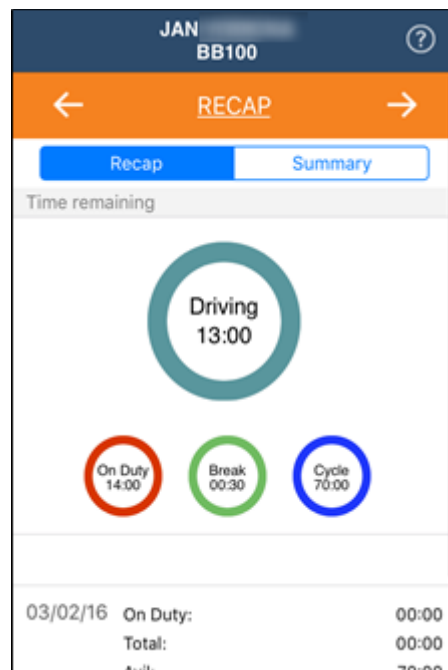 JAN
BB100
?
← RECAP →
Recap Summary
Time remaining
Driving
13:00
On Duty
14:00
Break
00:30
Cycle
70:00
03/02/16 On Duty: 00:00
Total: 00:00